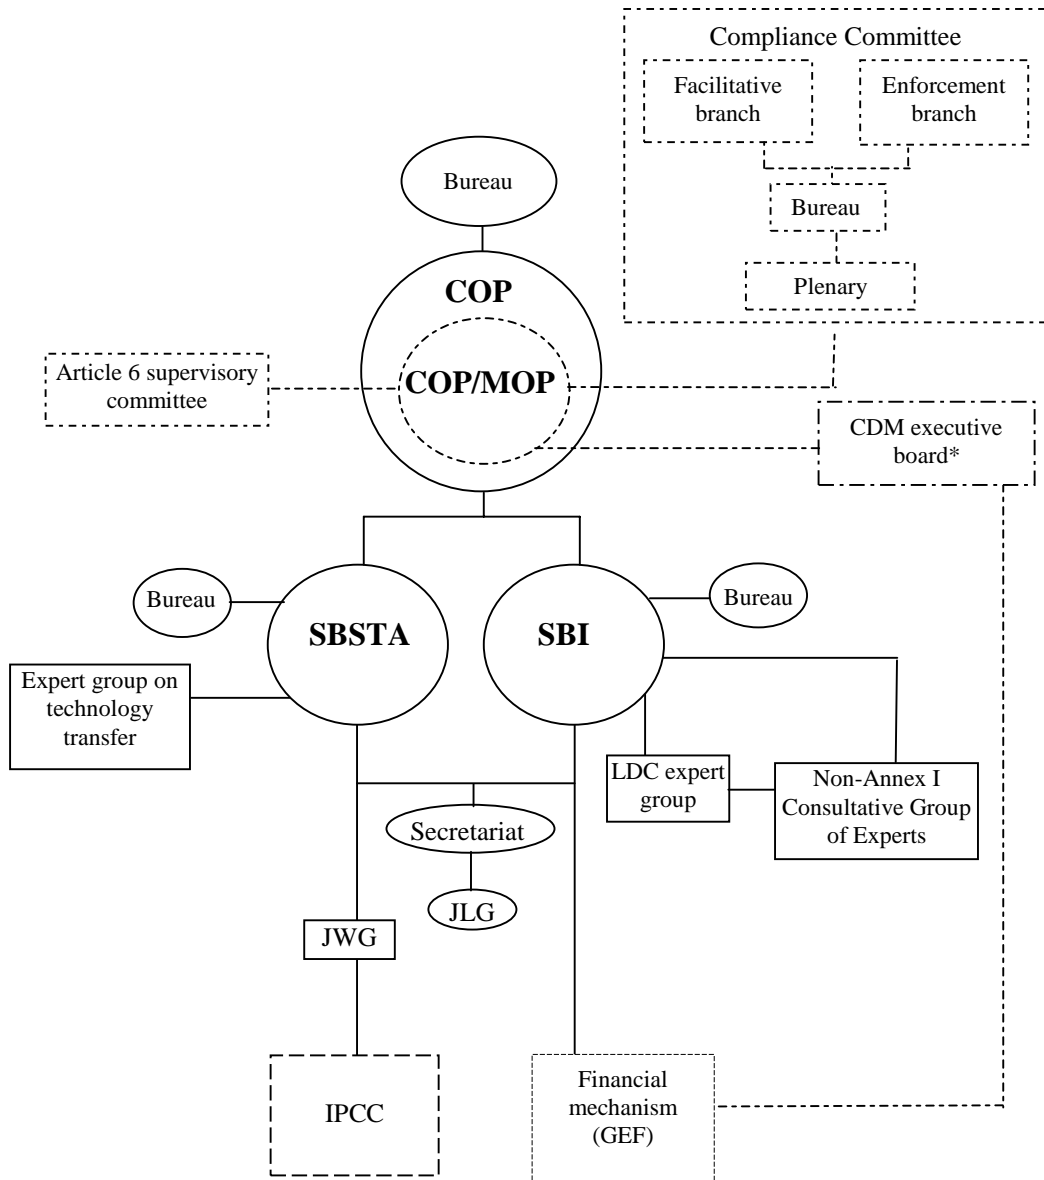 Compliance Committee
Facilitative
branch
Enforcement
branch
Bureau
Plenary
Bureau
COP
COP/MOP
Article 6 supervisory
committee
CDM executive
board*
Bureau
SBSTA
SBI
Bureau
Expert group on
technology
transfer
LDC expert
group
Non-Annex I
Consultative Group
of Experts
Secretariat
JLG
JWG
IPCC
Financial
mechanism
(GEF)